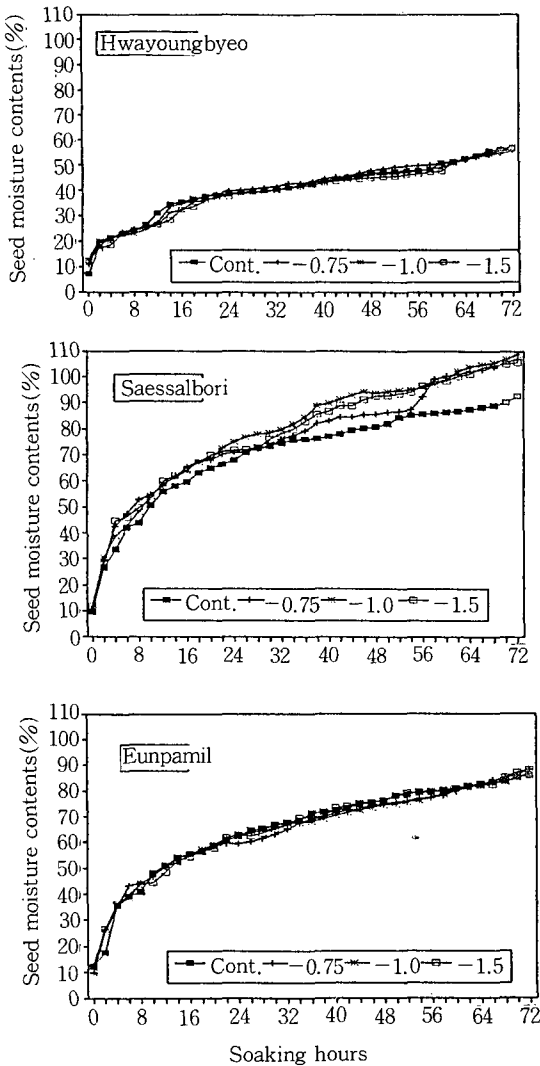 Seed moisture contents(%)
110
100
90
80
70
60
50
40
30
20
10
0
Hwayoungbyeo
Cont. −0.75 −1.0 −1.5
0 8 16 24 32 40 48 56 64 72
Seed moisture contents(%)
110
100
90
80
70
60
50
40
30
20
10
0
Saessalbori
Cont. −0.75 −1.0 −1.5
0 8 16 24 32 40 48 56 64 72
Seed moisture contents(%)
110
100
90
80
70
60
50
40
30
20
10
0
Eunpamil
Cont. −0.75 −1.0 −1.5
0 8 16 24 32 40 48 56 64 72
Soaking hours